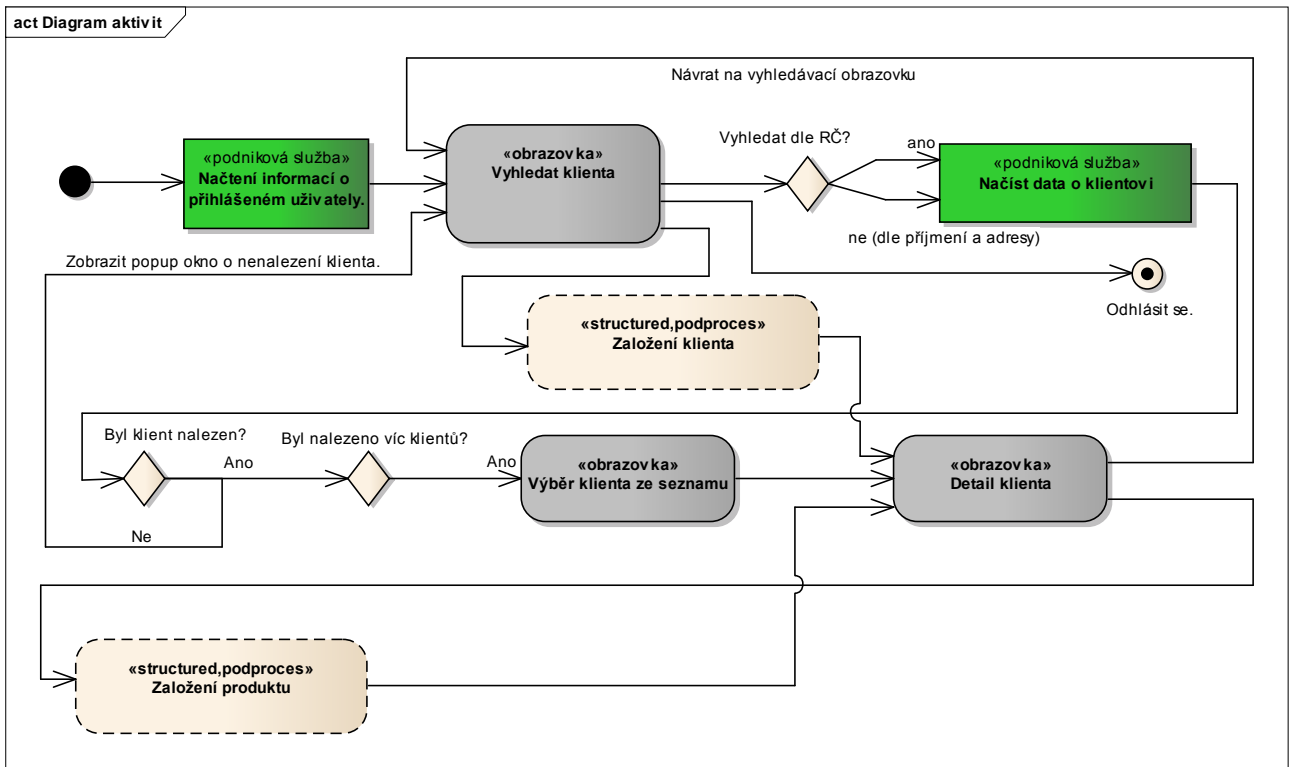 act Diagram aktivit
Návrat na vyhledávací obrazovku
«podniková služba»
Načtení informací o
přihlášeném uživately.
«obrazovka»
Vyhledat klienta
Vyhledat dle RČ?
ano
«podniková služba»
Načíst data o klientovi
ne (dle příjmení a adresy)
Zobrazit popup okno o nenalezení klienta.
Odhlásit se.
«structured,podproces»
Založení klienta
Byl klient nalezen?
Ano
Ne
Byl nalezeno víc klientů?
Ano
«obrazovka»
Výběr klienta ze seznamu
«obrazovka»
Detail klienta
«structured,podproces»
Založení produktu